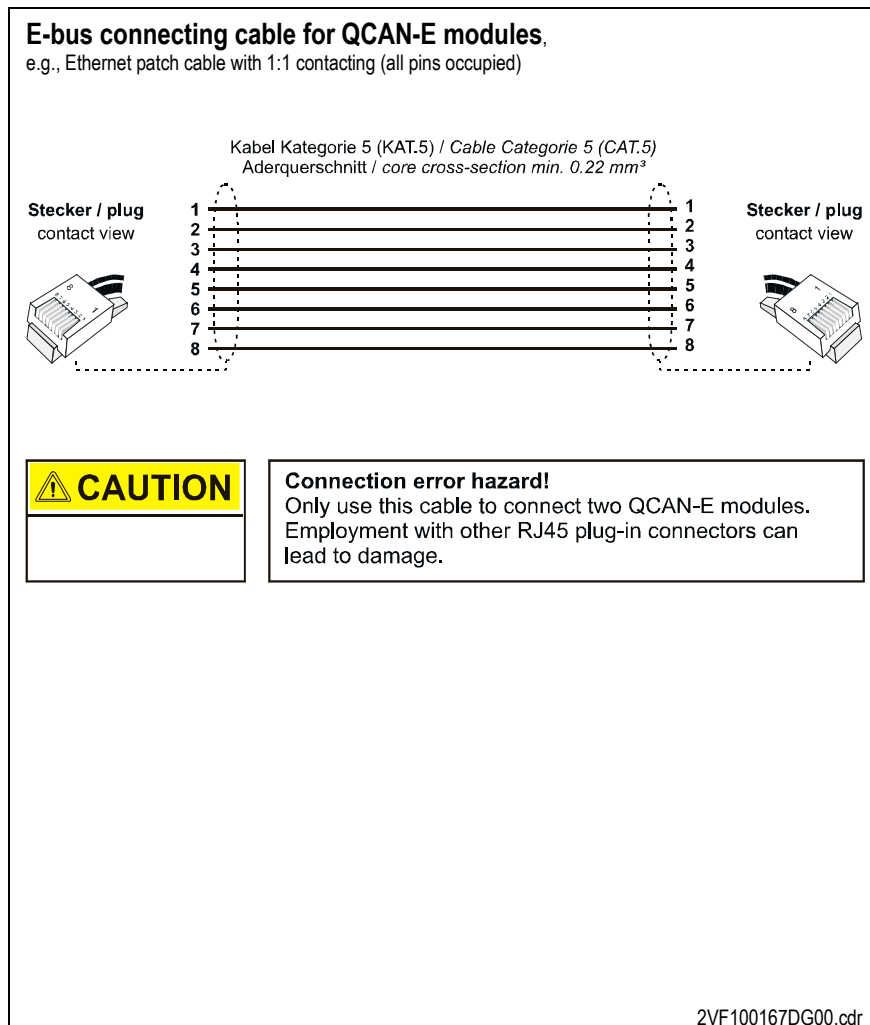 E-bus connecting cable for QCAN-E modules,
e.g., Ethernet patch cable with 1:1 contacting (all pins occupied)
Kabel Kategorie 5 (KAT.5) / Cable Categorie 5 (CAT.5)
Aderquerschnitt / core cross-section min. 0.22 mm³
Stecker / plug
contact view
1 1
2 2
3 3
4 4
5 5
6 6
7 7
8 8
Stecker / plug
contact view
8 1
8 1
CAUTION
Connection error hazard!
Only use this cable to connect two QCAN-E modules.
Employment with other RJ45 plug-in connectors can
lead to damage.
2VF100167DG00.cdr